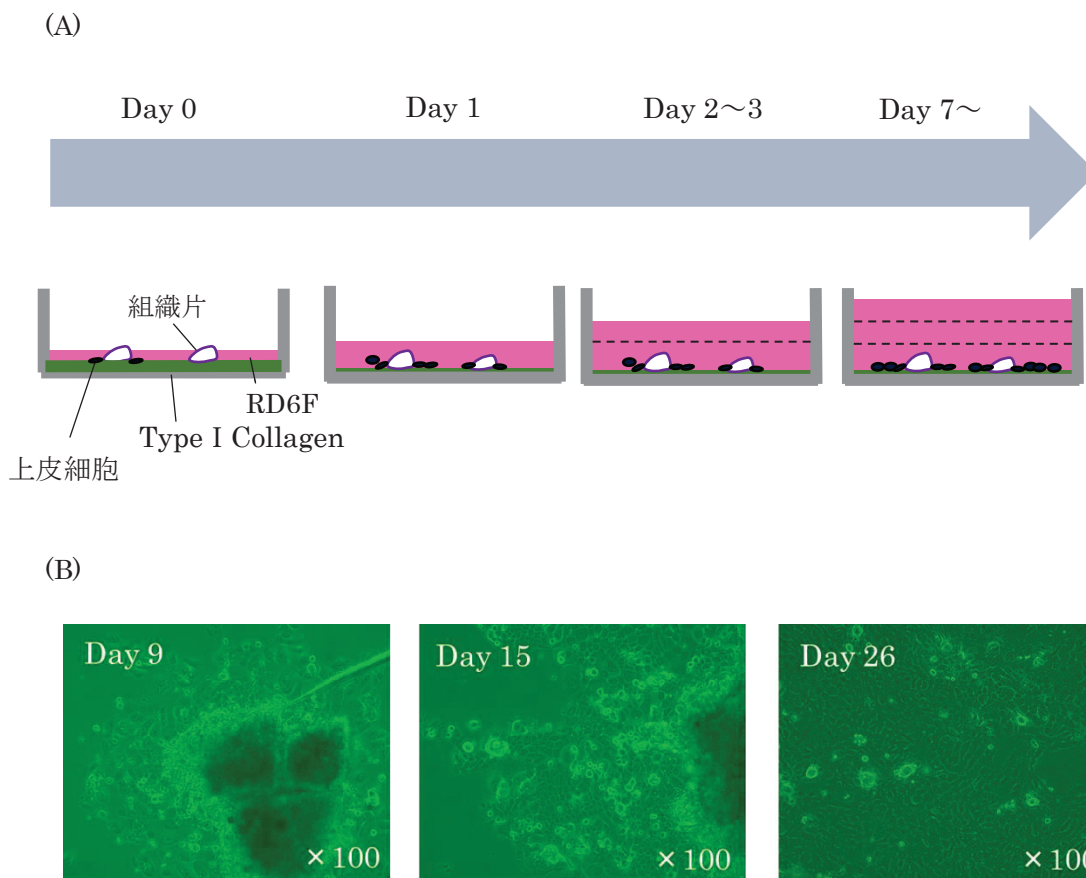 (A)
Day 0
Day 1
Day 2～3
Day 7～
組織片
RD6F
Type I Collagen
上皮細胞
(B)
Day 9
Day 15
Day 26
×100
×100
×100